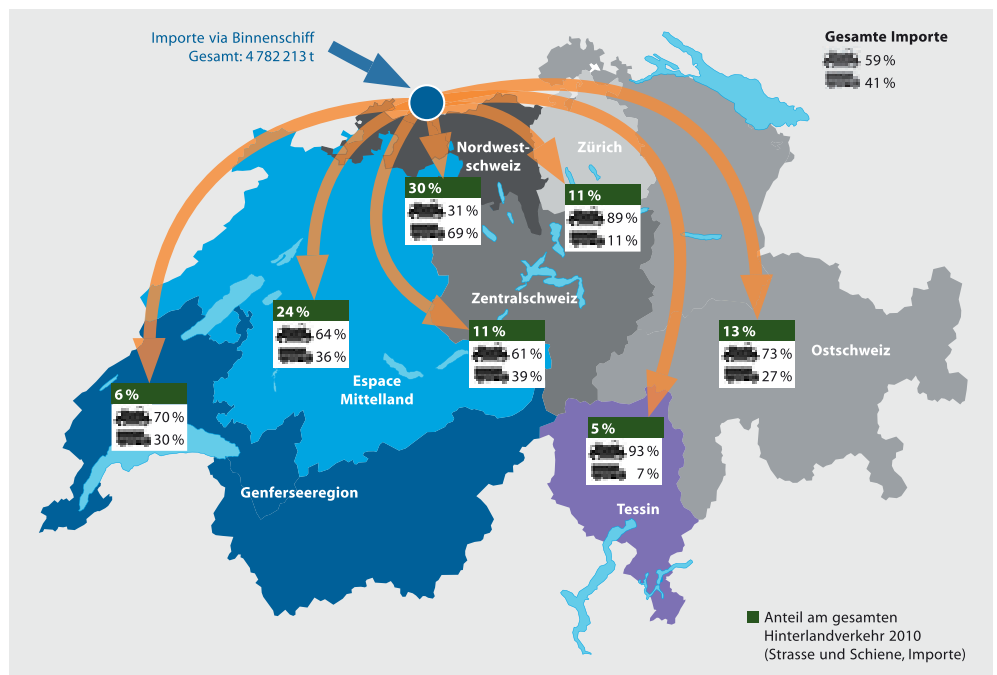 Importe via Binnenschiff
Gesamt: 4 782 213 t
Gesamte Importe
59 %
41 %
Nordwest-
schweiz
30 %
31 %
69 %
Zürich
11 %
89 %
11 %
24 %
64 %
36 %
Espace
Mittelland
Zentralschweiz
11 %
61 %
39 %
13 %
73 %
27 %
Ostschweiz
6 %
70 %
30 %
Genferseeregion
5 %
93 %
7 %
Tessin
Anteil am gesamten
Hinterlandverkehr 2010
(Strasse und Schiene, Importe)